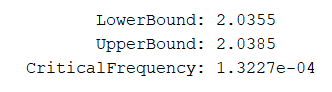 LowerBound: 2.0355
UpperBound: 2.0385
CriticalFrequency: 1.3227e-04